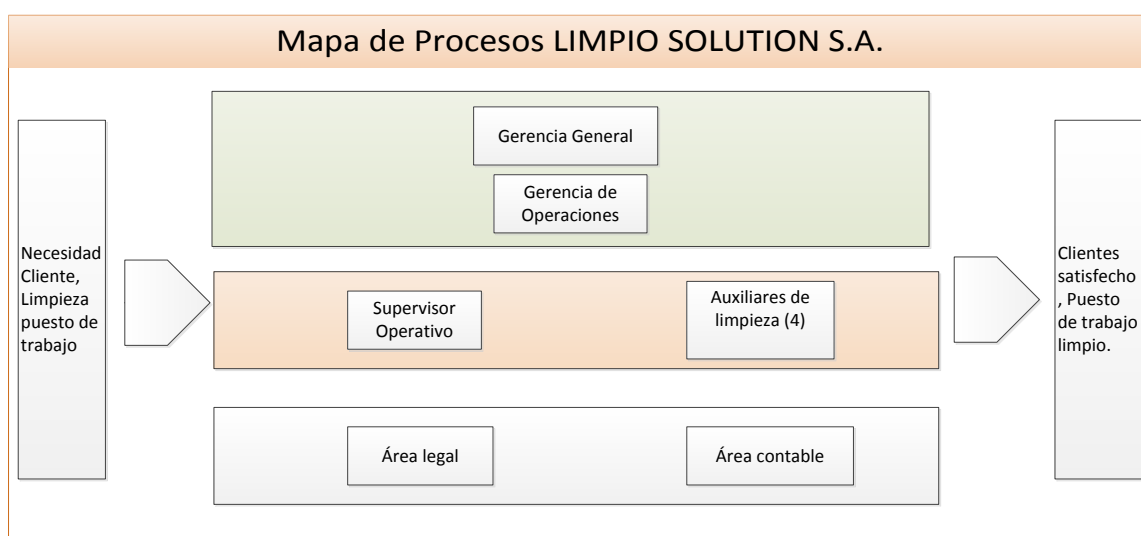 Mapa de Procesos LIMPIO SOLUTION S.A.
Necesidad
Cliente,
Limpieza
puesto de
trabajo
Gerencia General
Gerencia de
Operaciones
Supervisor
Operativo
Auxiliares de
limpieza (4)
Área legal
Área contable
Clientes
satisfecho
, Puesto
de trabajo
limpio.